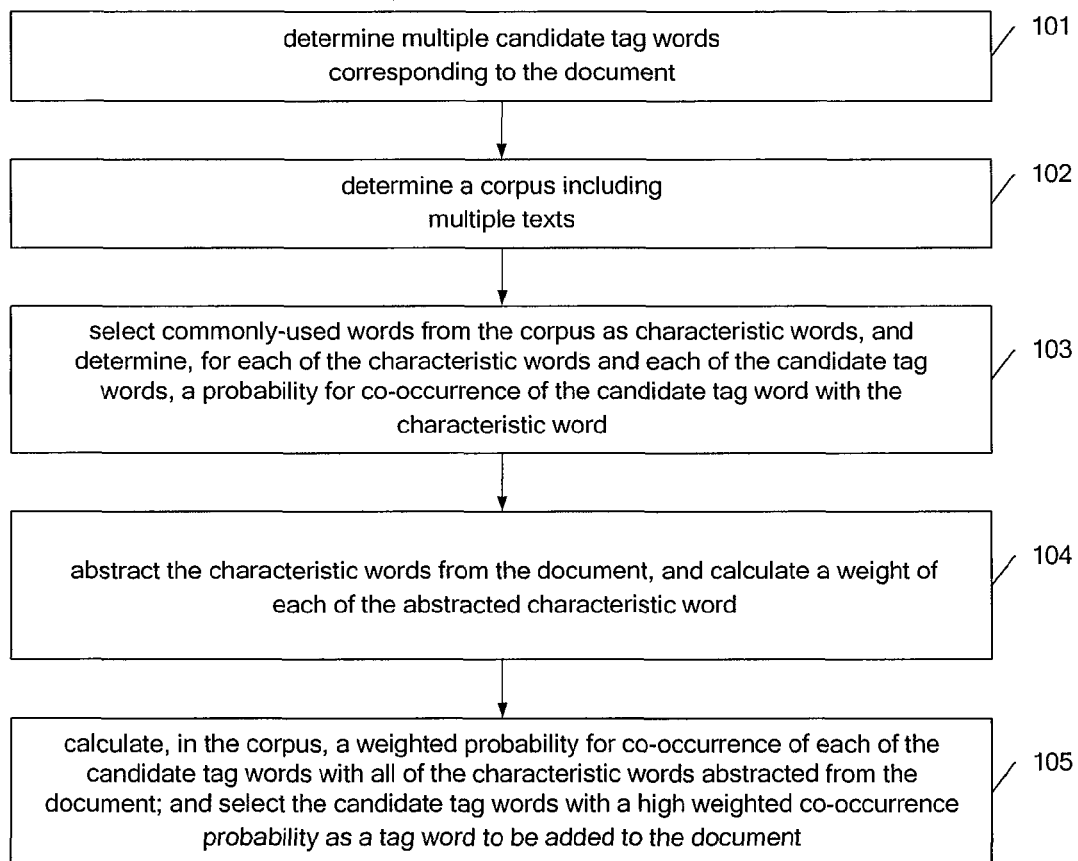 determine multiple candidate tag words
corresponding to the document
101
determine a corpus including
multiple texts
102
select commonly-used words from the corpus as characteristic words, and
determine, for each of the characteristic words and each of the candidate tag
words, a probability for co-occurrence of the candidate tag word with the
characteristic word
103
abstract the characteristic words from the document, and calculate a weight of
each of the abstracted characteristic word
104
calculate, in the corpus, a weighted probability for co-occurrence of each of the
candidate tag words with all of the characteristic words abstracted from the
document; and select the candidate tag words with a high weighted co-occurrence
probability as a tag word to be added to the document
105